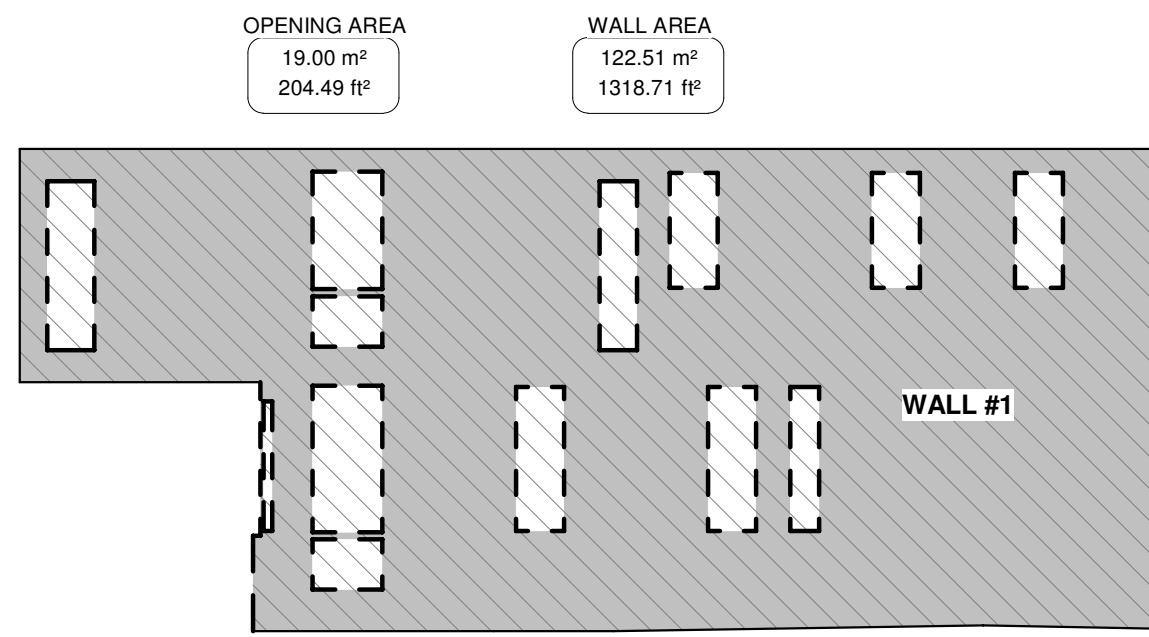 OPENING AREA
19.00 m²
204.49 ft²
WALL AREA
122.51 m²
1318.71 ft²
WALL #1